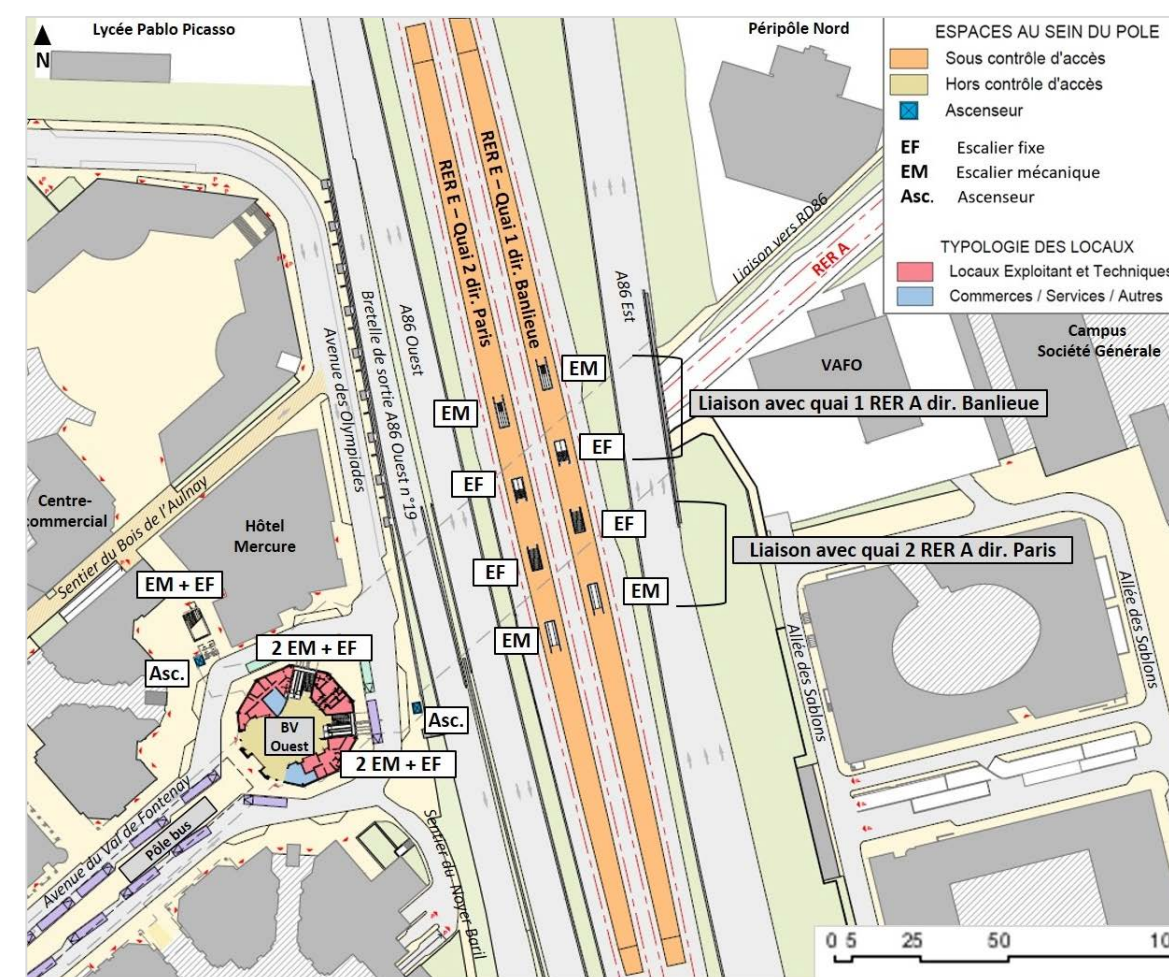 Lycée Pablo Picasso
N
Péripôle Nord
ESPACES AU SEIN DU POLE
Sous contrôle d'accès
Hors contrôle d'accès
Ascenseur
EF Escalier fixe
EM Escalier mécanique
Asc. Ascenseur
TYPOLOGIE DES LOCAUX
Locaux Exploitant et Techniques
Commerces / Services / Autres
RER E – Quai 2 dir. Paris
RER E – Quai 1 dir. Banlieue
Liaison vers RD86
RER A
A86 Est
A86 Ouest
Bretelle de sortie A86 Ouest n°19
Avenue des Olympiades
Campus
Société Générale
VAFO
EM
Liaison avec quai 1 RER A dir. Banlieue
EM
EF
EF
EF
Liaison avec quai 2 RER A dir. Paris
EF
EM
EM
Centre-
commercial
Sentier du Bois de l'Aulnay
Hôtel
Mercure
EM + EF
2 EM + EF
Asc.
Asc.
BV
Ouest
2 EM + EF
Avenue du Val de Fontenay
Pôle bus
Sentier du Noyer Baril
Allée des Sablons
Allée des Sablons
0 5 25 50 10